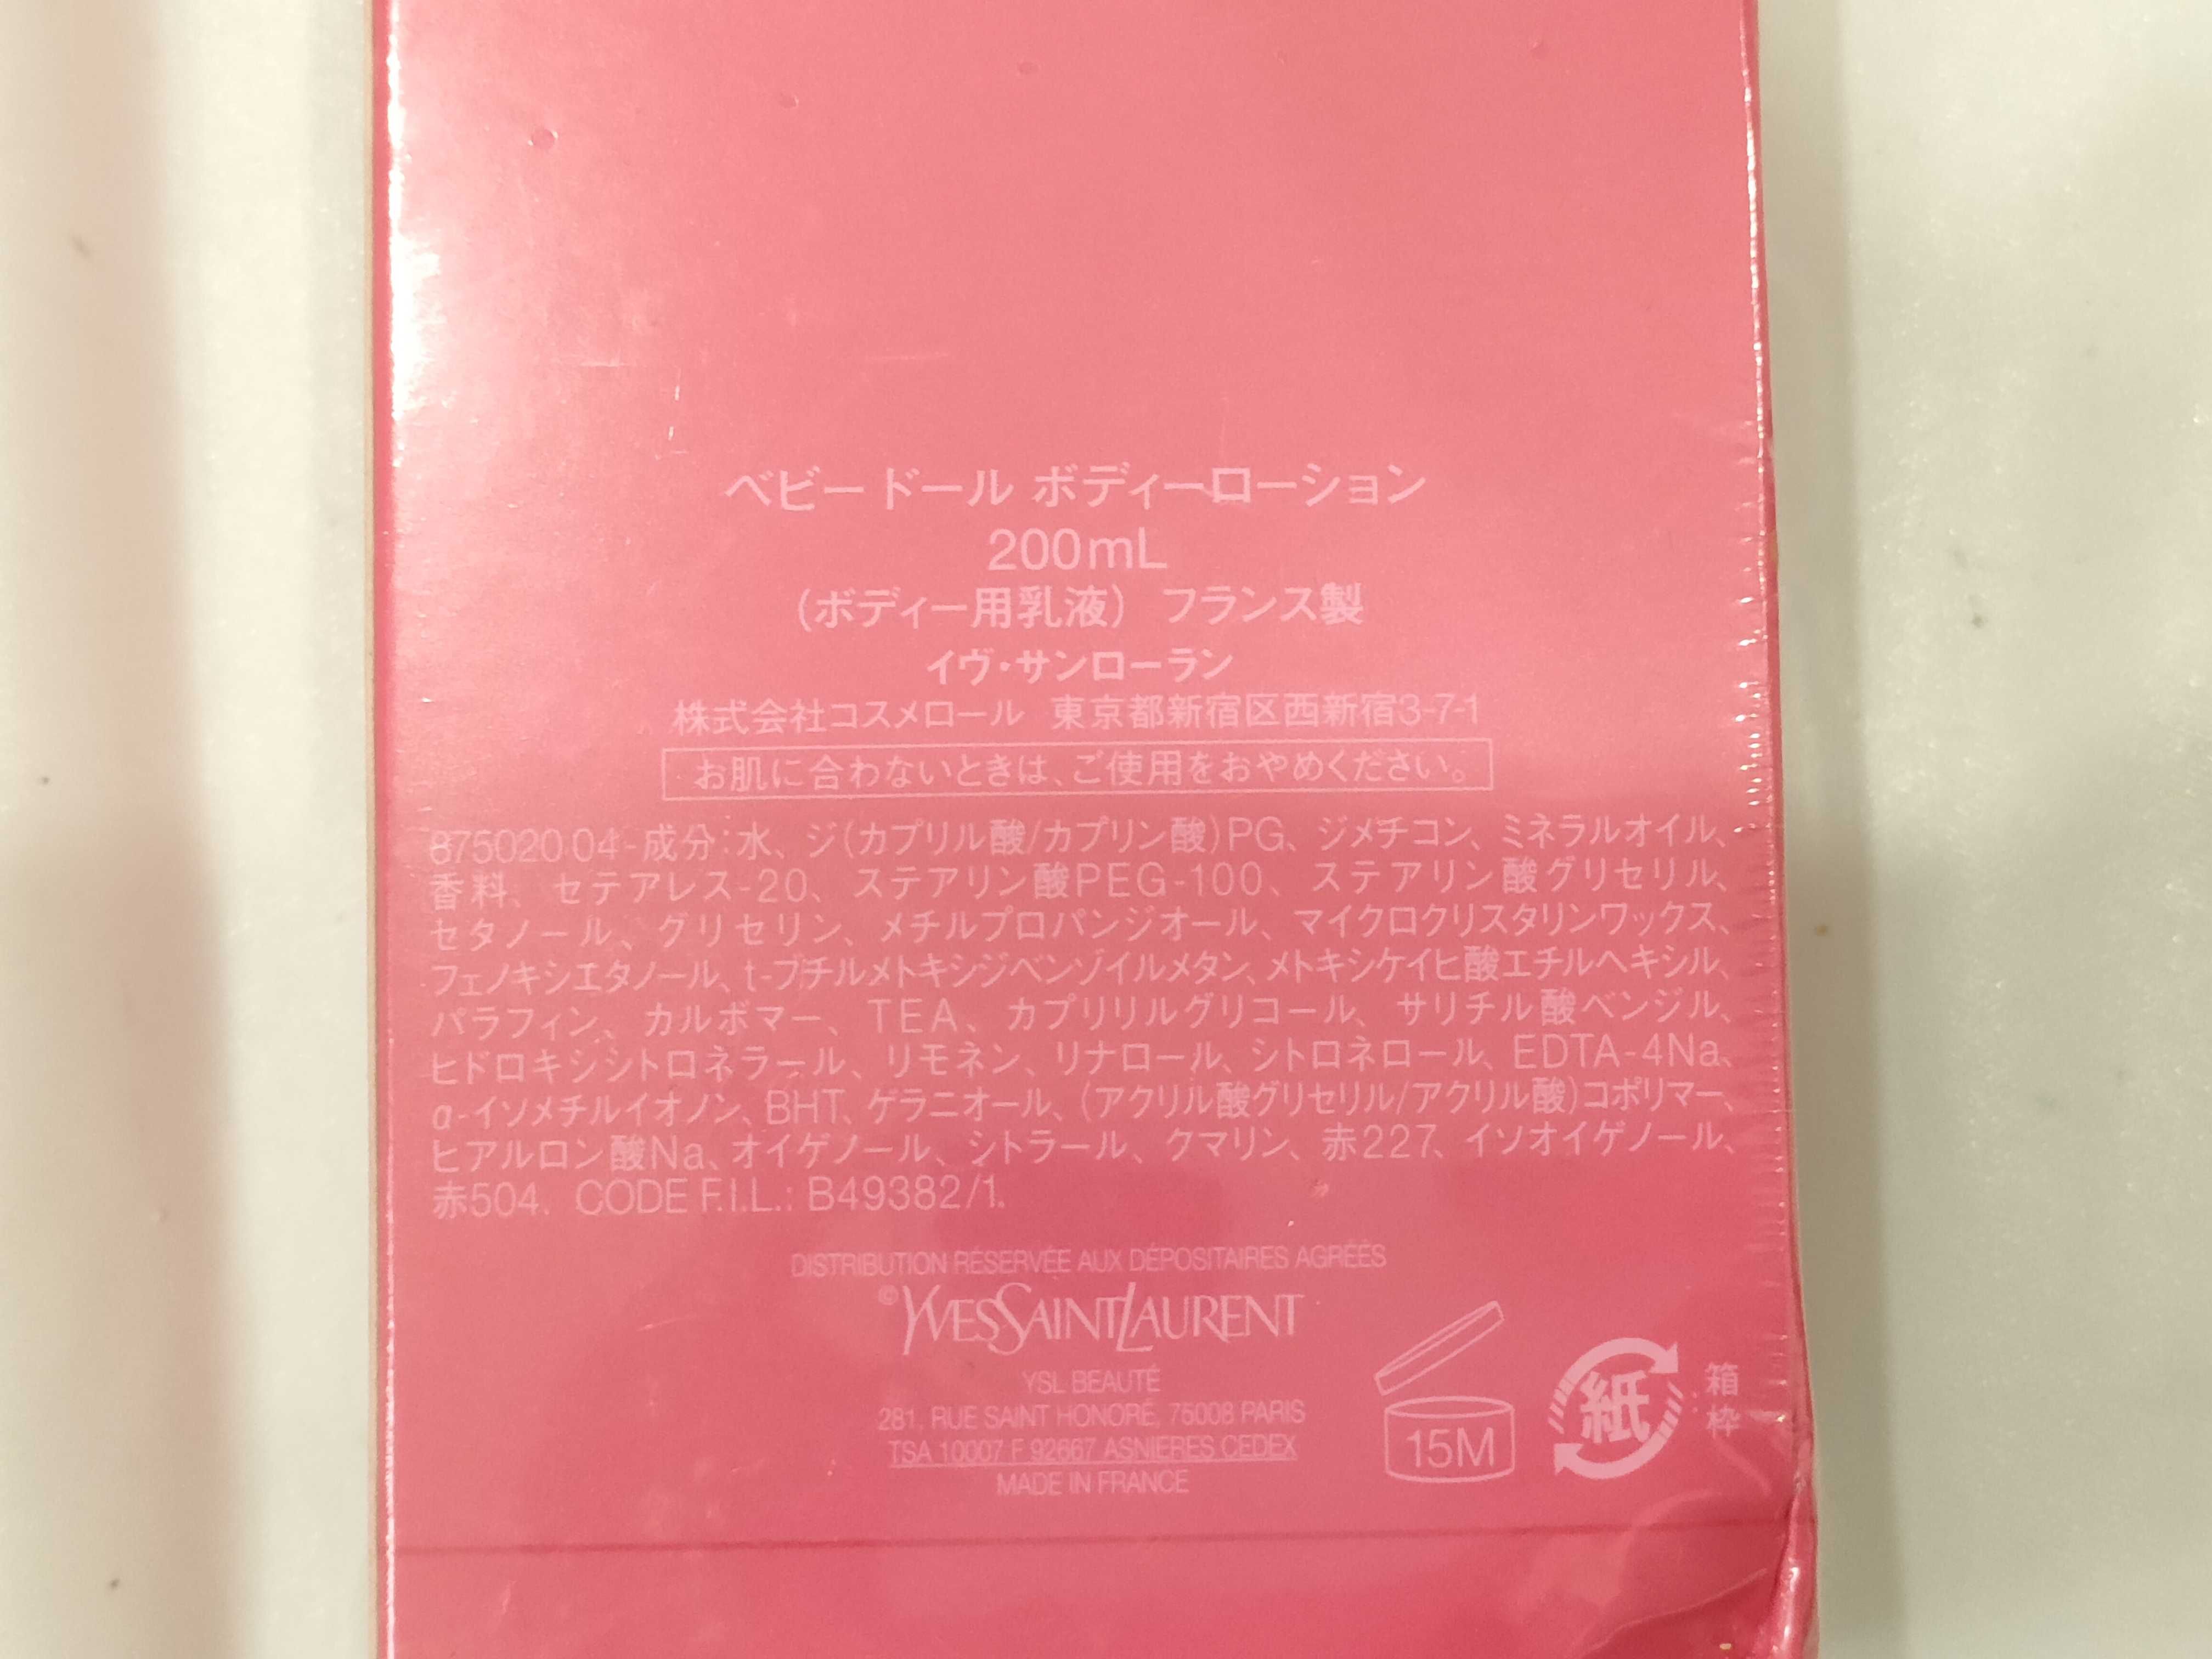 ベビードール ボディーローション
200mL
(ボディー用乳液) フランス製
イヴ・サンローラン
株式会社コスメロール 東京都新宿区西新宿3-7-1
お肌に合わないときは、ご使用をおやめください。
875020 04-成分:水、ジ(カプリル酸/カプリン酸)PG、ジメチコン、ミネラルオイル、
香料、セテアレス-20、ステアリン酸PEG-100、ステアリン酸グリセリル、
セタノール、グリセリン、メチルプロパンジオール、マイクロクリスタリンワックス、
フェノキシエタノール、t-ブチルメトキシジベンゾイルメタン、メトキシケイヒ酸エチルヘキシル、
パラフィン、カルボマー、TEA、カプリリルグリコール、サリチル酸ベンジル、
ヒドロキシシトロネラール、リモネン、リナロール、シトロネロール、EDTA-4Na、
α-イソメチルイオノン、BHT、ゲラニオール、(アクリル酸グリセリル/アクリル酸)コポリマー、
ヒアルロン酸Na、オイゲノール、シトラール、クマリン、赤227、イソオイゲノール、
赤504. CODE F.I.L.: B49382/1.
DISTRIBUTION RÉSERVÉE AUX DÉPOSITAIRES AGRÉÉS
©YVESSAINTLAURENT
YSL BEAUTÉ
281, RUE SAINT HONORÉ, 75008 PARIS
TSA 10007 F 92667 ASNIERES CEDEX
MADE IN FRANCE
15M
紙
箱
枠